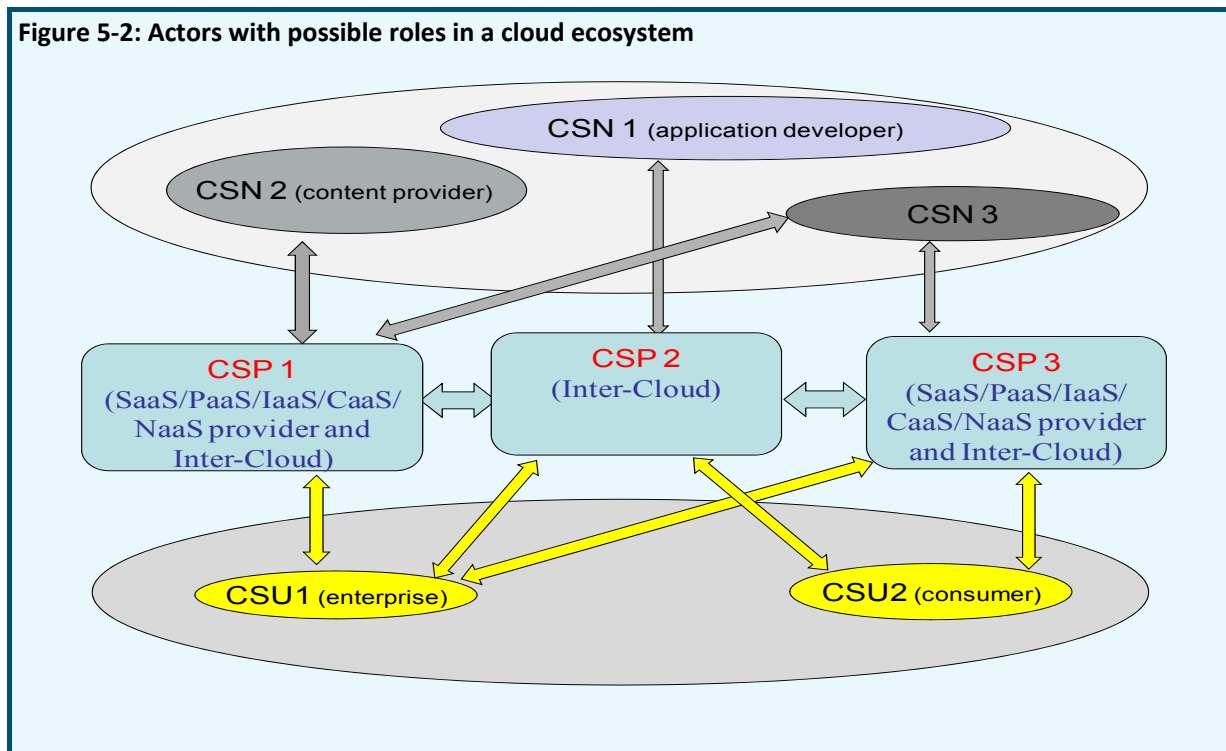 Figure 5-2: Actors with possible roles in a cloud ecosystem
CSN 1 (application developer)
CSN 2 (content provider)
CSN 3
CSP 1
(SaaS/PaaS/IaaS/CaaS/
NaaS provider and
Inter-Cloud)
CSP 2
(Inter-Cloud)
CSP 3
(SaaS/PaaS/IaaS/
CaaS/NaaS provider
and Inter-Cloud)
CSU1 (enterprise)
CSU2 (consumer)